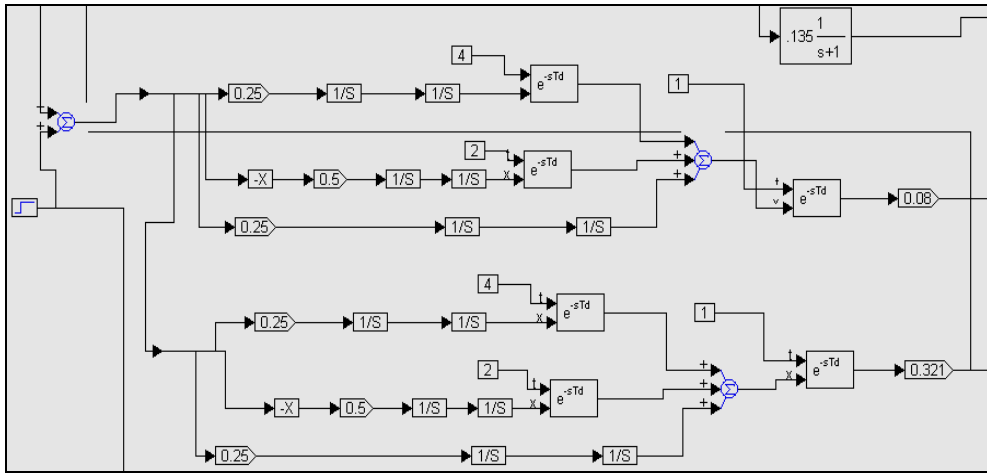 .135 1
s+1
4
e-sTd
0.25 1/S 1/S
1
+
+
Σ
2
t
x
e-sTd
+
+
Σ
-X 0.5 1/S 1/S
t
v
e-sTd
0.08
0.25 1/S 1/S
4
t
x
e-sTd
0.25 1/S 1/S
1
t
x
e-sTd
0.321
2
t
x
e-sTd
+
+
+
Σ
-X 0.5 1/S 1/S
0.25 1/S 1/S